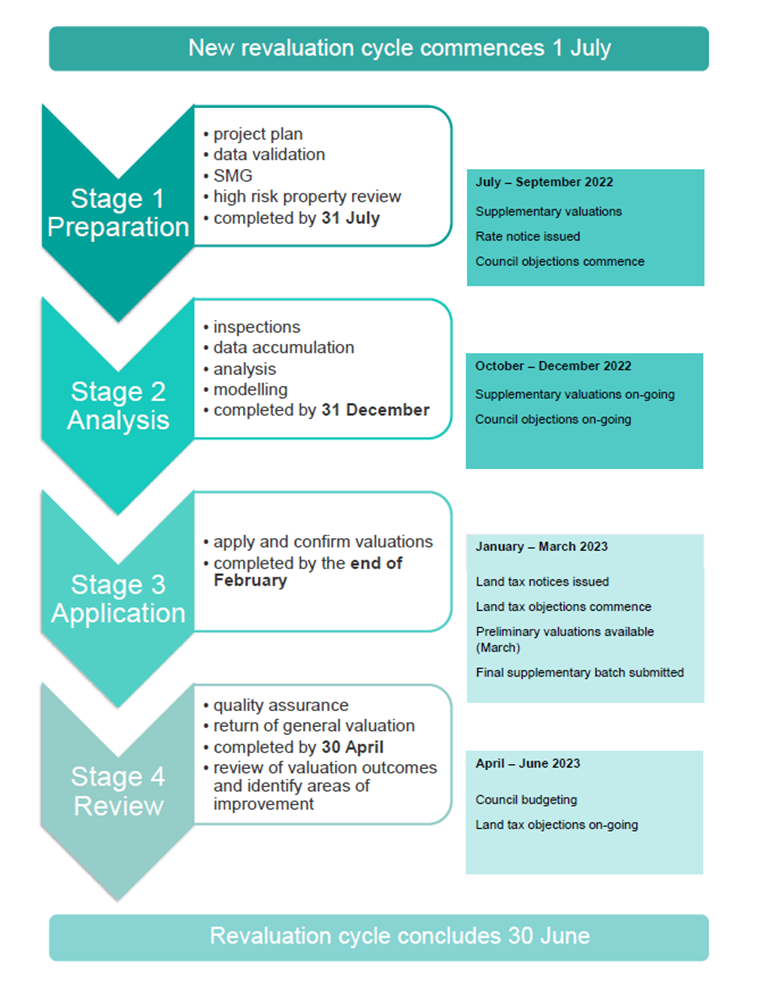 New revaluation cycle commences 1 July
Stage 1
Preparation
• project plan
• data validation
• SMG
• high risk property review
• completed by 31 July
July – September 2022
Supplementary valuations
Rate notice issued
Council objections commence
Stage 2
Analysis
• inspections
• data accumulation
• analysis
• modelling
• completed by 31 December
October – December 2022
Supplementary valuations on-going
Council objections on-going
Stage 3
Application
• apply and confirm valuations
• completed by the end of
February
January – March 2023
Land tax notices issued
Land tax objections commence
Preliminary valuations available
(March)
Final supplementary batch submitted
Stage 4
Review
• quality assurance
• return of general valuation
• completed by 30 April
• review of valuation outcomes
and identify areas of
improvement
April – June 2023
Council budgeting
Land tax objections on-going
Revaluation cycle concludes 30 June